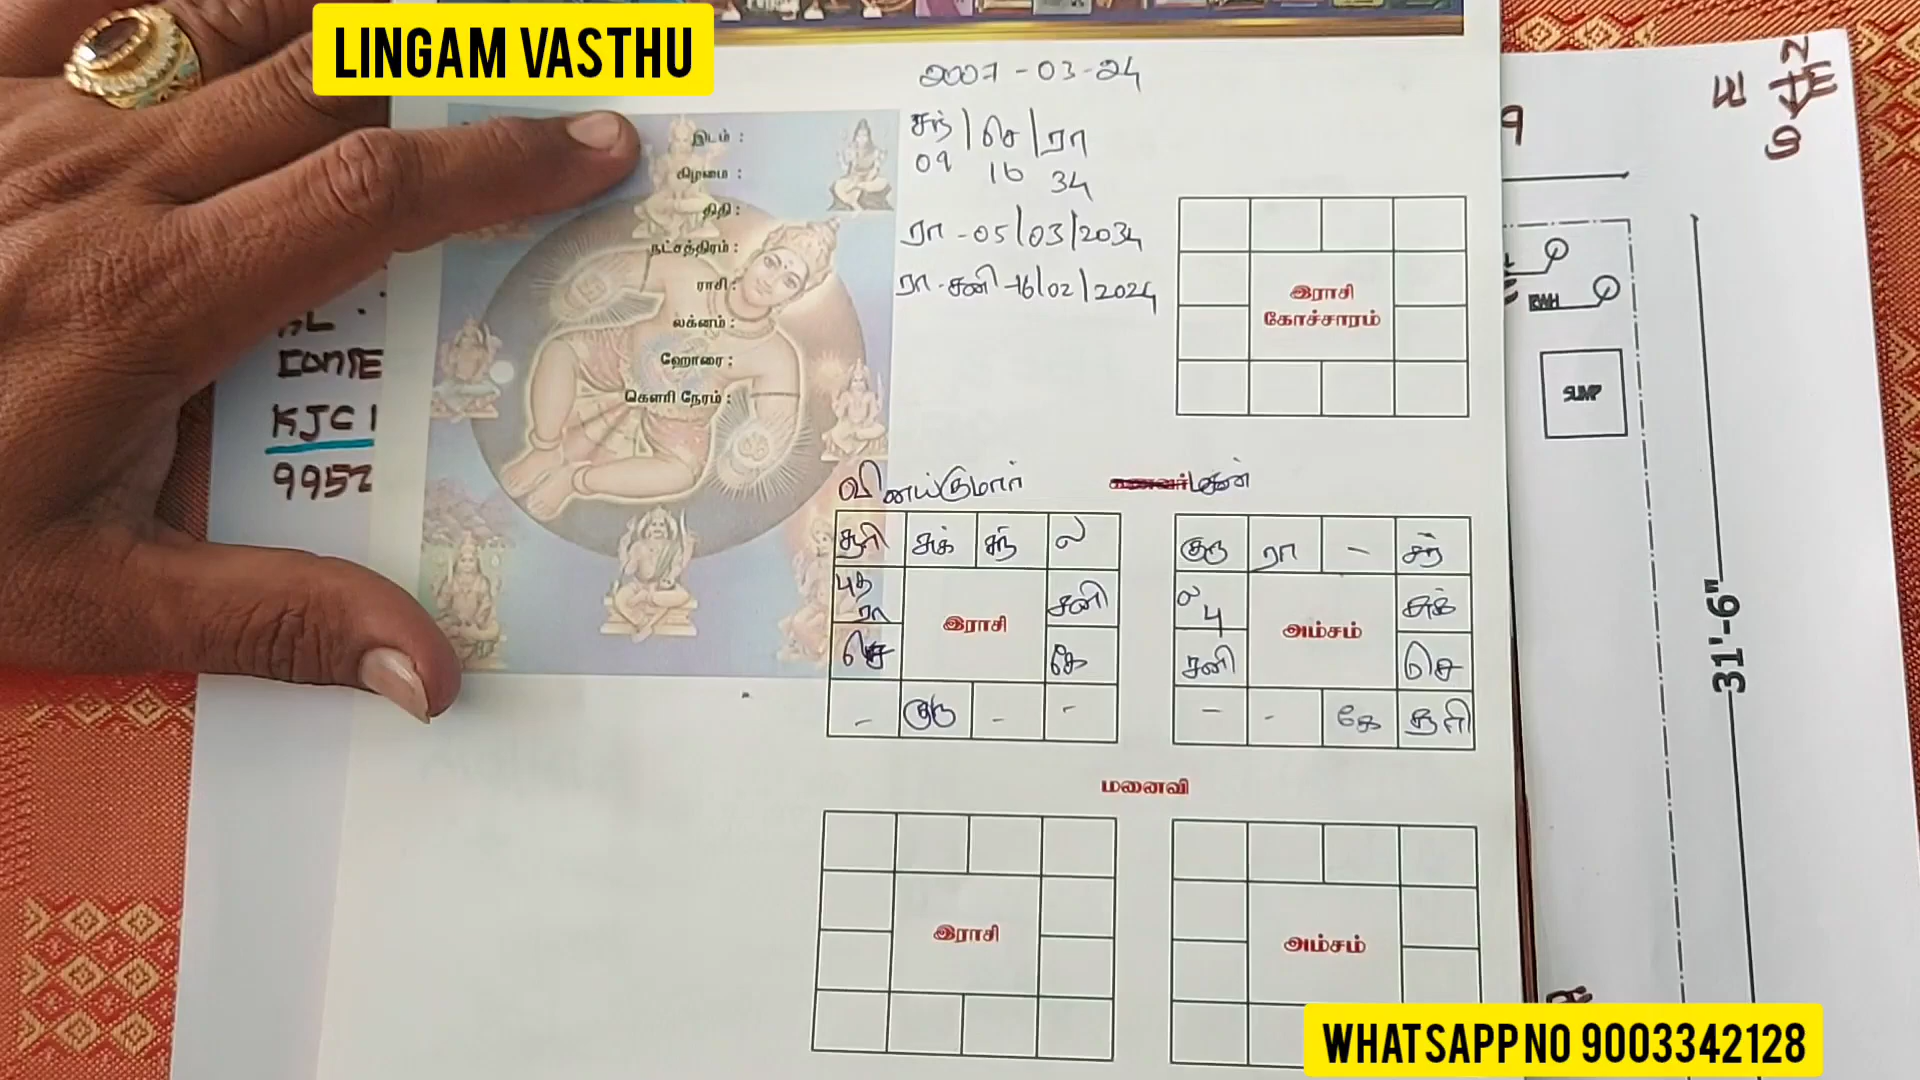 LINGAM VASTHU
2007-03-24
இடம் :
சந் | செ | ரா
கிழமை :
09 16 34
திதி :
ரா - 05/03/2034
நட்சத்திரம் :
ராசி :
ரா - சனி - 16/02/2024
லக்னம் :
ஹோரை :
கௌரி நேரம் :
இராசி
கோச்சாரம்
RWH
SUMP
KJC
9952
வினய்குமார்
மகன்
சூரி சுக் சந் ல
புத ரா சனி
செ கே
- குரு - -
இராசி
குரு ரா - சந்
ல பு சுக்
சனி செ
- - கே சூரி
அம்சம்
31'-6"
மனைவி
இராசி
அம்சம்
WHATSAPP NO 9003342128